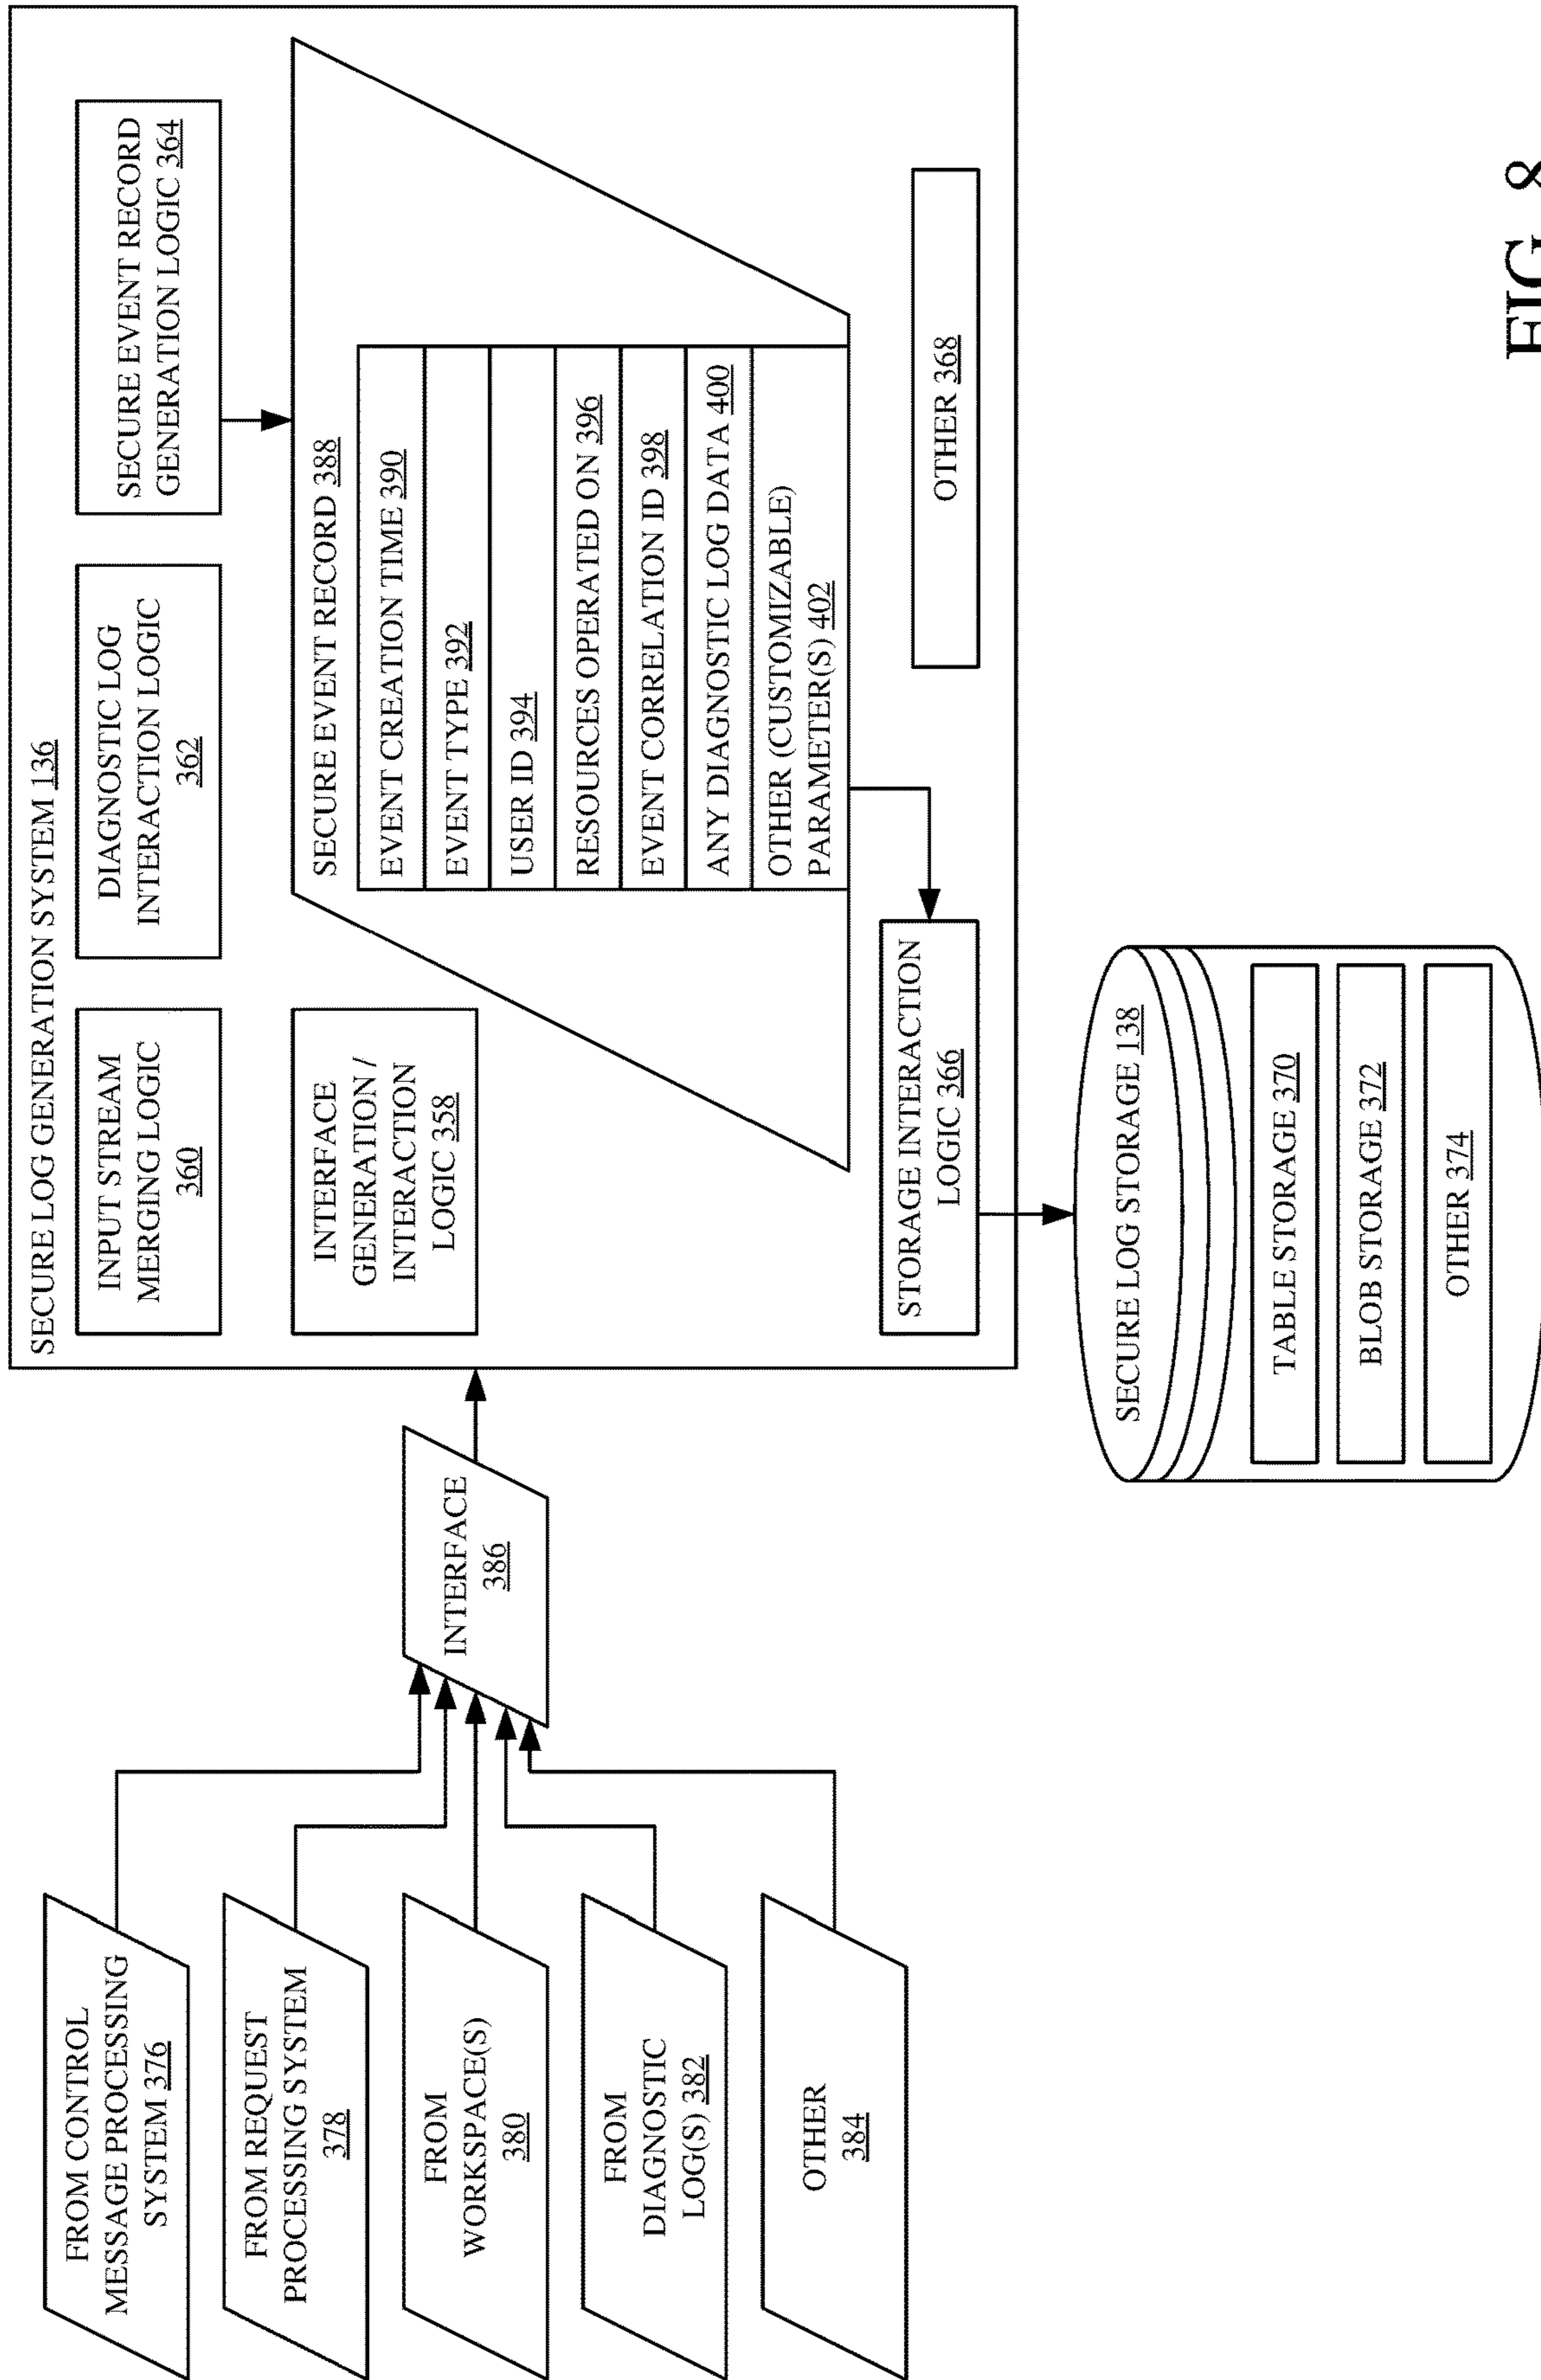 SECURE LOG GENERATION SYSTEM 136
INPUT STREAM
MERGING LOGIC
360
DIAGNOSTIC LOG
INTERACTION LOGIC
362
SECURE EVENT RECORD
GENERATION LOGIC 364
INTERFACE
GENERATION /
INTERACTION
LOGIC 358
SECURE EVENT RECORD 388
EVENT CREATION TIME 390
EVENT TYPE 392
USER ID 394
RESOURCES OPERATED ON 396
EVENT CORRELATION ID 398
ANY DIAGNOSTIC LOG DATA 400
OTHER (CUSTOMIZABLE)
PARAMETER(S) 402
STORAGE INTERACTION
LOGIC 366
OTHER 368
FROM CONTROL
MESSAGE PROCESSING
SYSTEM 376
FROM REQUEST
PROCESSING SYSTEM
378
FROM
WORKSPACE(S)
380
FROM
DIAGNOSTIC
LOG(S) 382
OTHER
384
INTERFACE
386
SECURE LOG STORAGE 138
TABLE STORAGE 370
BLOB STORAGE 372
OTHER 374
FIG. 8